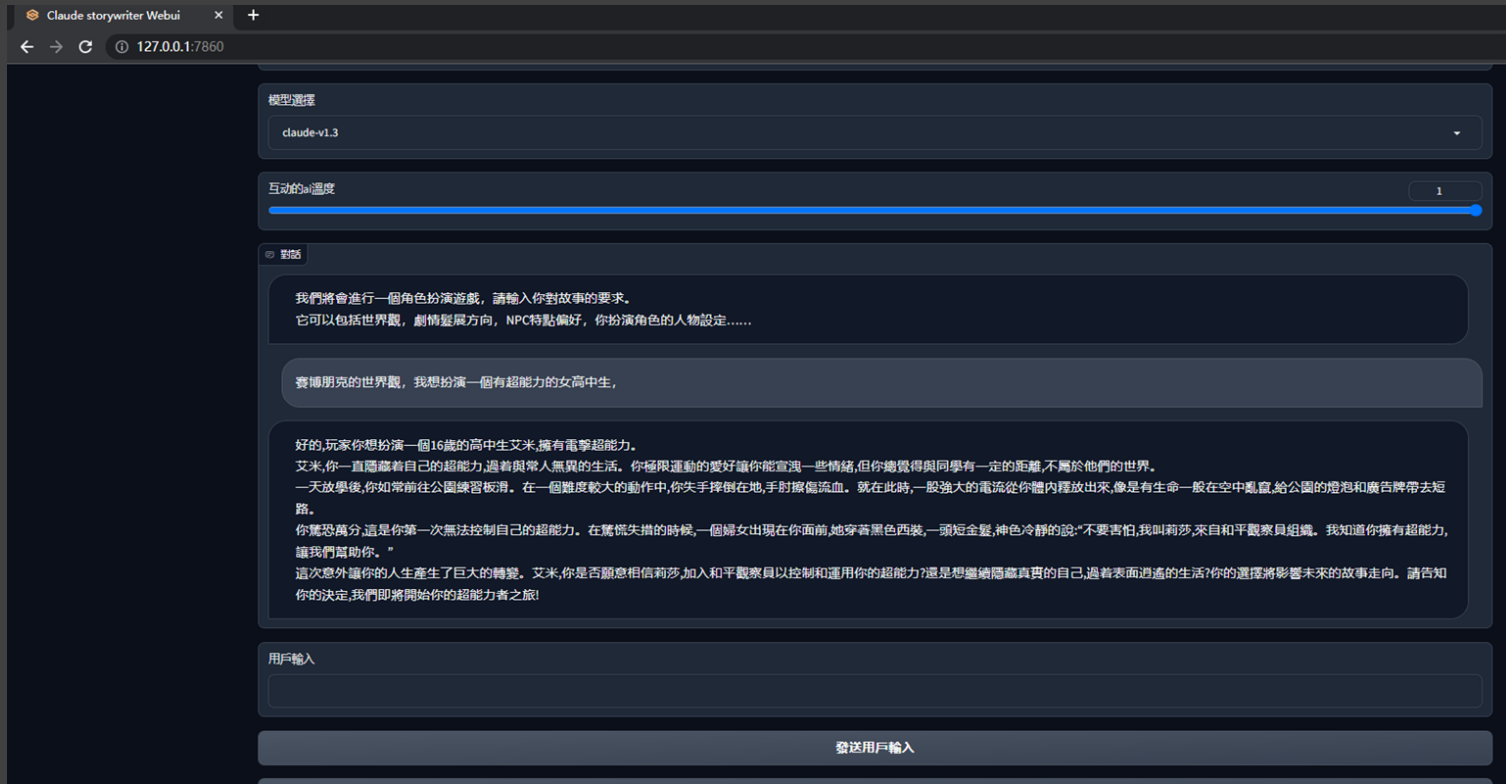 Claude storywriter Webui
127.0.0.1:7860
模型選擇
claude-v1.3
互动的ai溫度
1
對話
我們將會進行一個角色扮演遊戲，請輸入你對故事的要求。
它可以包括世界觀，劇情髮展方向，NPC特點偏好，你扮演角色的人物設定……
賽博朋克的世界觀，我想扮演一個有超能力的女高中生，
好的,玩家你想扮演一個16歲的高中生艾米,擁有電擊超能力。
艾米,你一直隱藏着自己的超能力,過着與常人無異的生活。你極限運動的愛好讓你能宣洩一些情緒,但你總覺得與同學有一定的距離,不屬於他們的世界。
一天放學後,你如常前往公園練習板滑。在一個難度較大的動作中,你失手摔倒在地,手肘擦傷流血。就在此時,一股強大的電流從你體内釋放出來,像是有生命一般在空中亂竄,給公園的燈泡和廣告牌帶去短
路。
你驚恐萬分,這是你第一次無法控制自己的超能力。在驚慌失措的時候,一個婦女出現在你面前,她穿著黑色西裝,一頭短金髮,神色冷靜的說:“不要害怕,我叫莉莎,來自和平觀察員組織。我知道你擁有超能力,
讓我們幫助你。”
這次意外讓你的人生產生了巨大的轉變。艾米,你是否願意相信莉莎,加入和平觀察員以控制和運用你的超能力?還是想繼續隱藏真實的自己,過着表面逍遙的生活?你的選擇將影響未來的故事走向。請告知
你的決定,我們即將開始你的超能力者之旅!
用戶輸入
發送用戶輸入